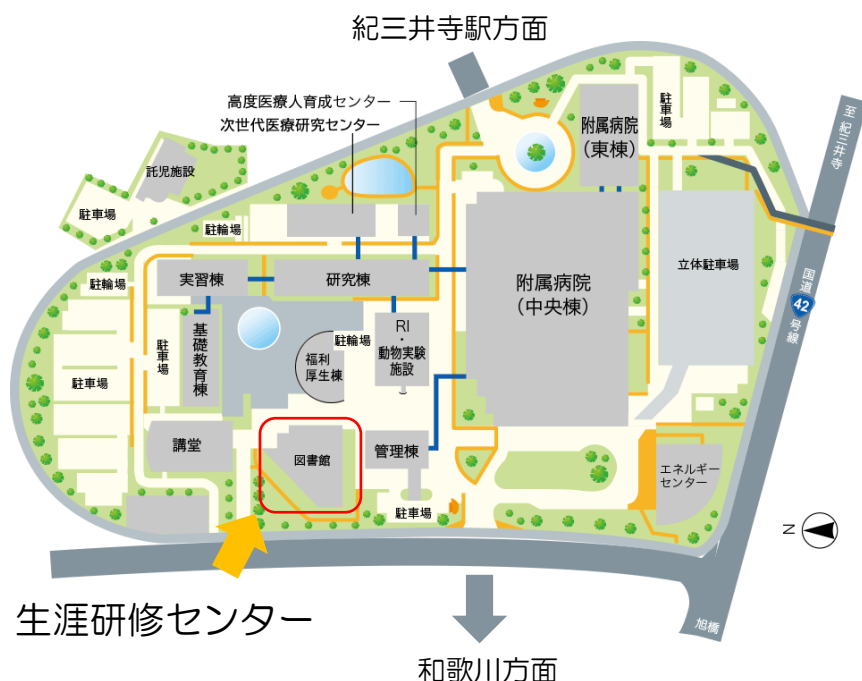 紀三井寺駅方面
高度医療人育成センター
次世代医療研究センター
附属病院
(東棟)
駐車場
至 紀三井寺
託児施設
駐車場
駐輪場
立体駐車場
実習棟
研究棟
附属病院
(中央棟)
国道
42
号線
駐輪場
基礎教育棟
駐車場
駐車場
福利
厚生棟
駐輪場
RI
・
動物実験
施設
講堂
図書館
管理棟
エネルギー
センター
駐車場
N
旭橋
生涯研修センター
和歌川方面